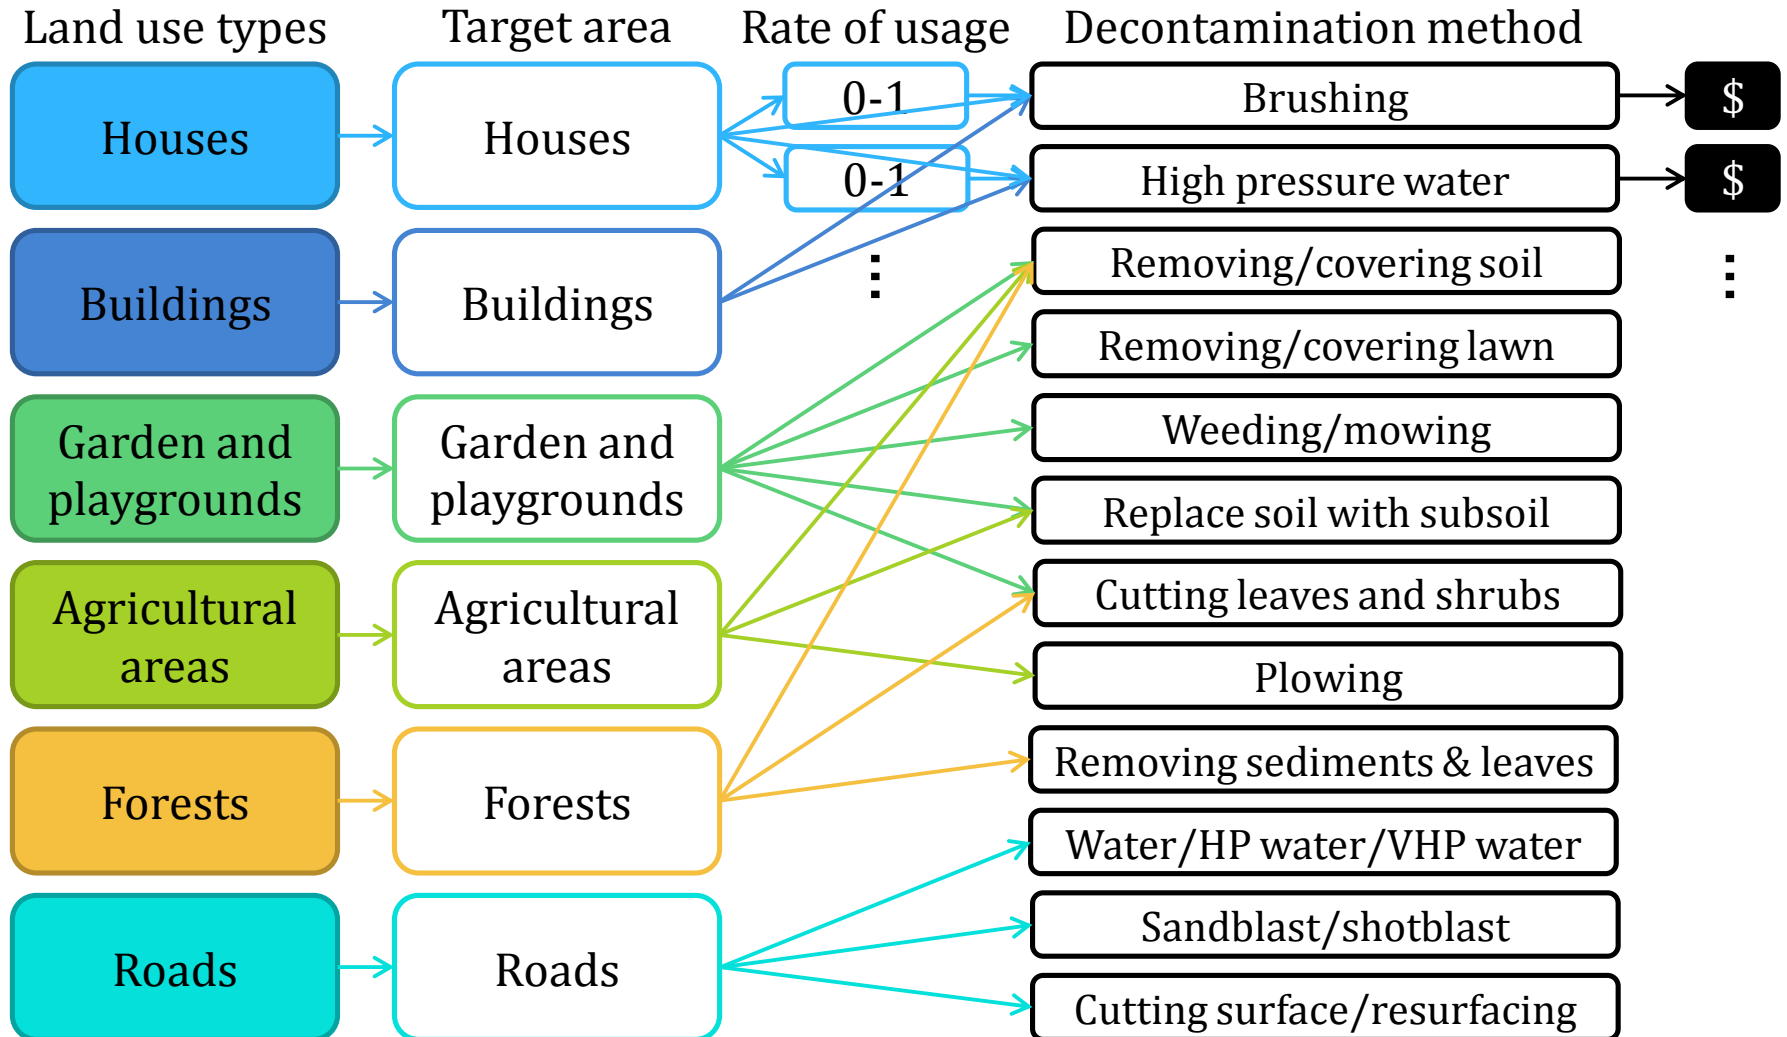 Land use types
Target area
Rate of usage
Decontamination method
Houses
Houses
0-1
Brushing
$
0-1
High pressure water
$
Buildings
Buildings
⋮
Removing/covering soil
⋮
Removing/covering lawn
Garden and
playgrounds
Garden and
playgrounds
Weeding/mowing
Replace soil with subsoil
Agricultural
areas
Agricultural
areas
Cutting leaves and shrubs
Plowing
Forests
Forests
Removing sediments & leaves
Water/HP water/VHP water
Roads
Roads
Sandblast/shotblast
Cutting surface/resurfacing